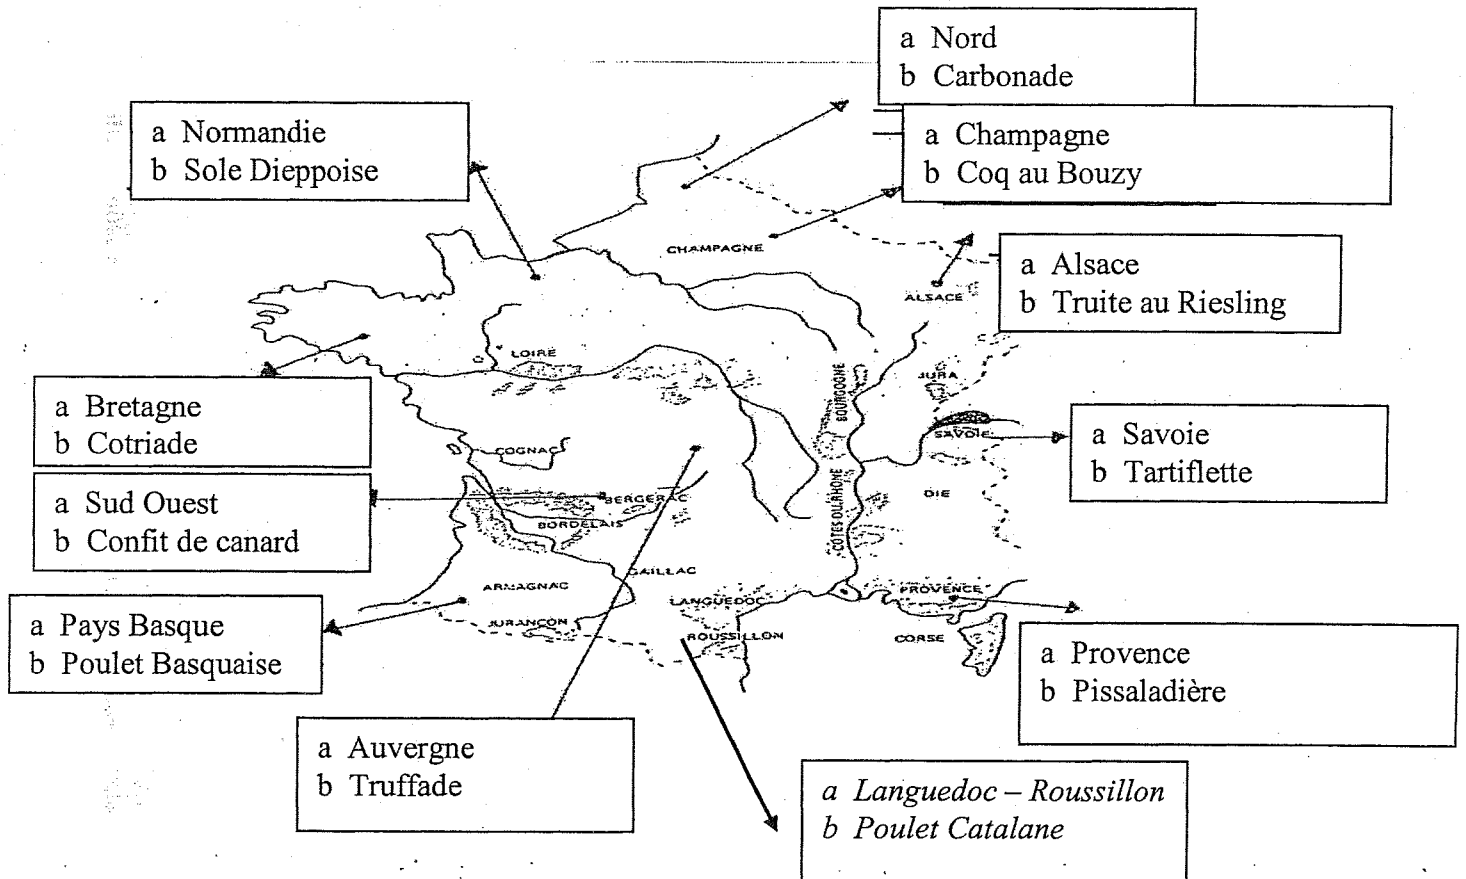 a Nord
b Carbonade
a Normandie
b Sole Dieppoise
a Champagne
b Coq au Bouzy
CHAMPAGNE
a Alsace
b Truite au Riesling
ALSACE
LOIRE
JURA
BOURGOGNE
a Bretagne
b Cotriade
a Savoie
b Tartiflette
SAVOIE
COGNAC
a Sud Ouest
b Confit de canard
BERGERAC
BORDELAIS
DIE
COTES DU RHONE
GAILLAC
ARMAGNAC
LANGUEDOC
PROVENCE
a Pays Basque
b Poulet Basquaise
JURANCON
ROUSSILLON
CORSE
a Provence
b Pissaladière
a Auvergne
b Truffade
a Languedoc – Roussillon
b Poulet Catalane